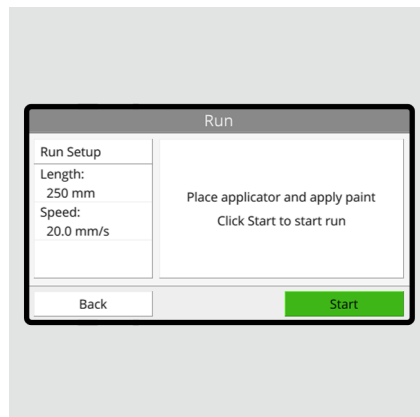 Run
Run Setup
Length:
250 mm
Speed:
20.0 mm/s
Place applicator and apply paint
Click Start to start run
Back
Start